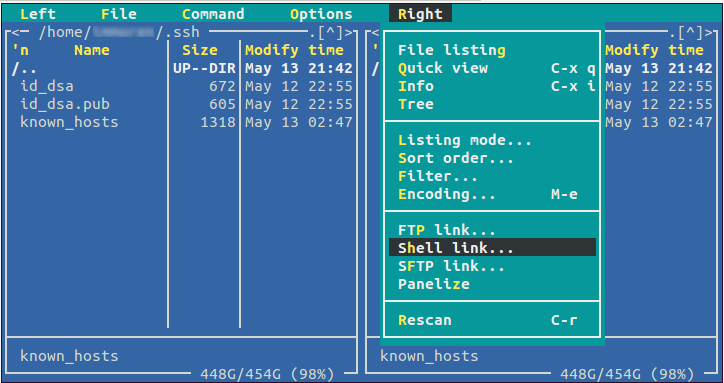 Left File Command Options Right
<─ /home/ /.ssh .[^]>
'n Name Size Modify time
/.. UP--DIR May 13 21:42
id_dsa 672 May 12 22:55
id_dsa.pub 605 May 12 22:55
known_hosts 1318 May 13 02:47
known_hosts
448G/454G (98%)
File listing
Quick view C-x q
Info C-x i
Tree
Listing mode...
Sort order...
Filter...
Encoding... M-e
FTP link...
Shell link...
SFTP link...
Panelize
Rescan C-r
<─ .[^]>
' Modify time
/ May 13 21:42
May 12 22:55
May 12 22:55
May 13 02:47
known_hosts
448G/454G (98%)